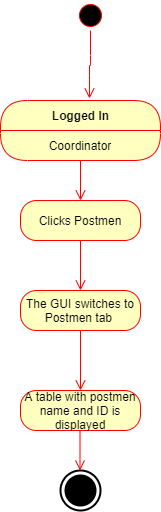 Logged In
Coordinator
Clicks Postmen
The GUI switches to
Postmen tab
A table with postmen
name and ID is
displayed